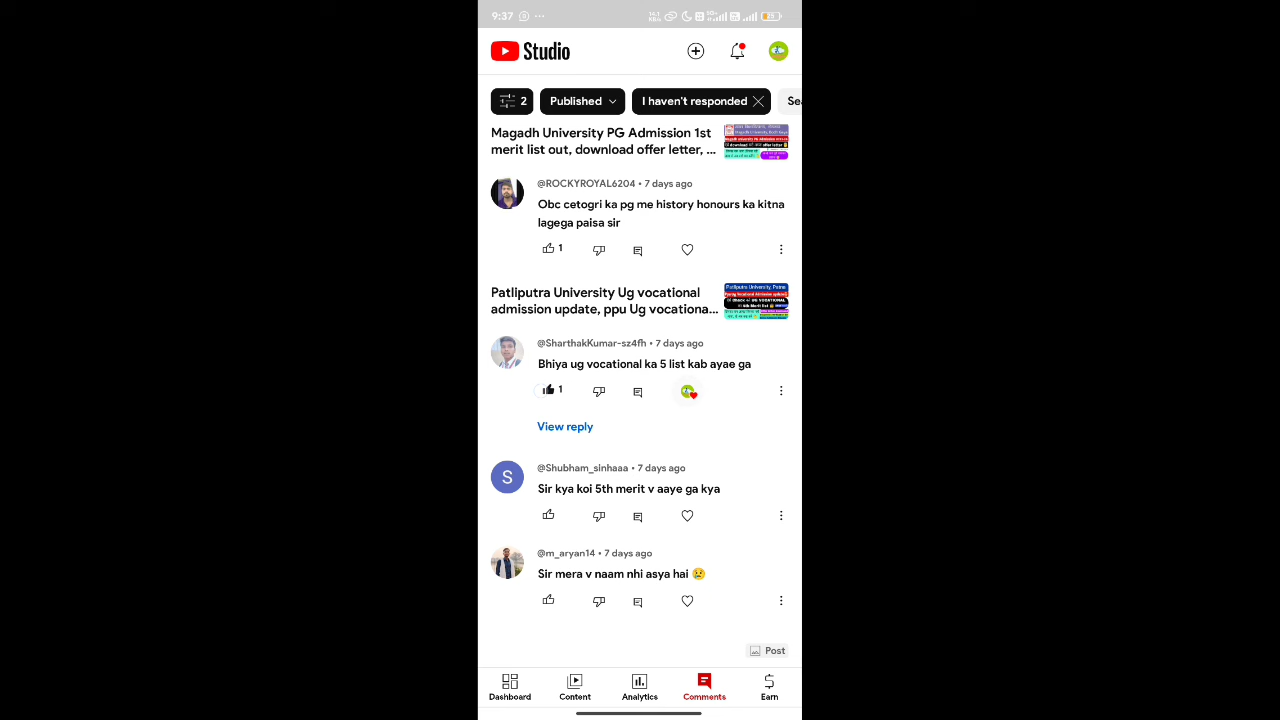 9:37
Studio
2
Published
I haven't responded
Sea
Magadh University PG Admission 1st
merit list out, download offer letter, ...
@ROCKYROYAL6204 • 7 days ago
Obc cetogri ka pg me history honours ka kitna
lagega paisa sir
1
Patliputra University Ug vocational
admission update, ppu Ug vocationa...
Patliputra University, Patna
@SharthakKumar-sz4fh • 7 days ago
Bhiya ug vocational ka 5 list kab ayae ga
1
View reply
S
@Shubham_sinhaaa • 7 days ago
Sir kya koi 5th merit v aaye ga kya
@m_aryan14 • 7 days ago
Sir mera v naam nhi asya hai 😢
Post
Dashboard
Content
Analytics
Comments
Earn